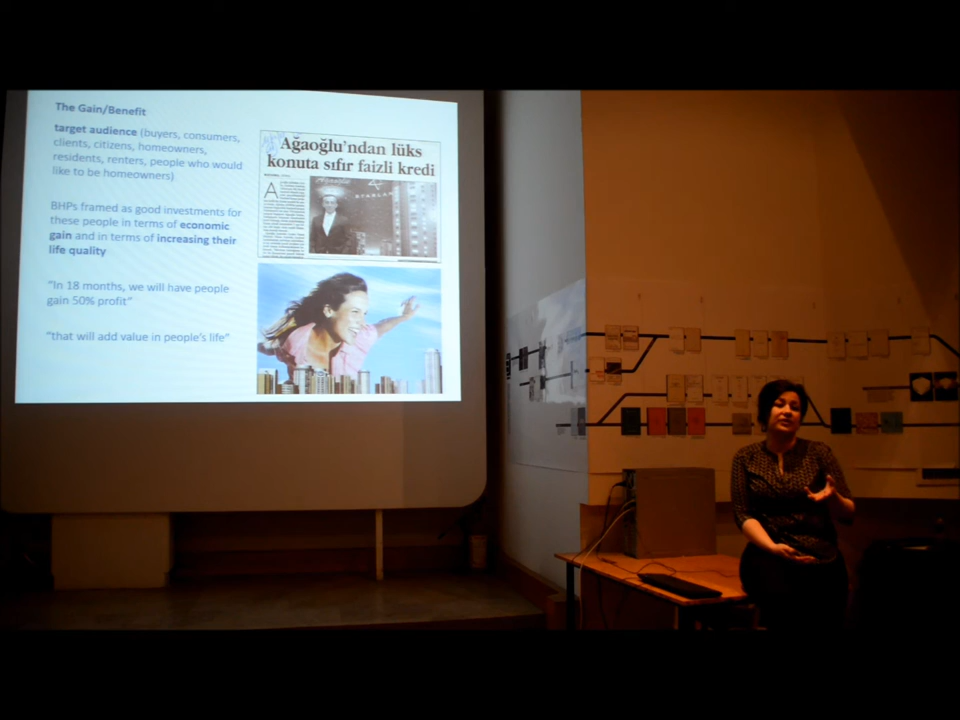 The Gain/Benefit
target audience (buyers, consumers,
clients, citizens, homeowners,
residents, renters, people who would
like to be homeowners)
BHPs framed as good investments for
these people in terms of economic
gain and in terms of increasing their
life quality
"In 18 months, we will have people
gain 50% profit"
"that will add value in people's life"
Ağaoğlu'ndan lüks
konuta sıfır faizli kredi